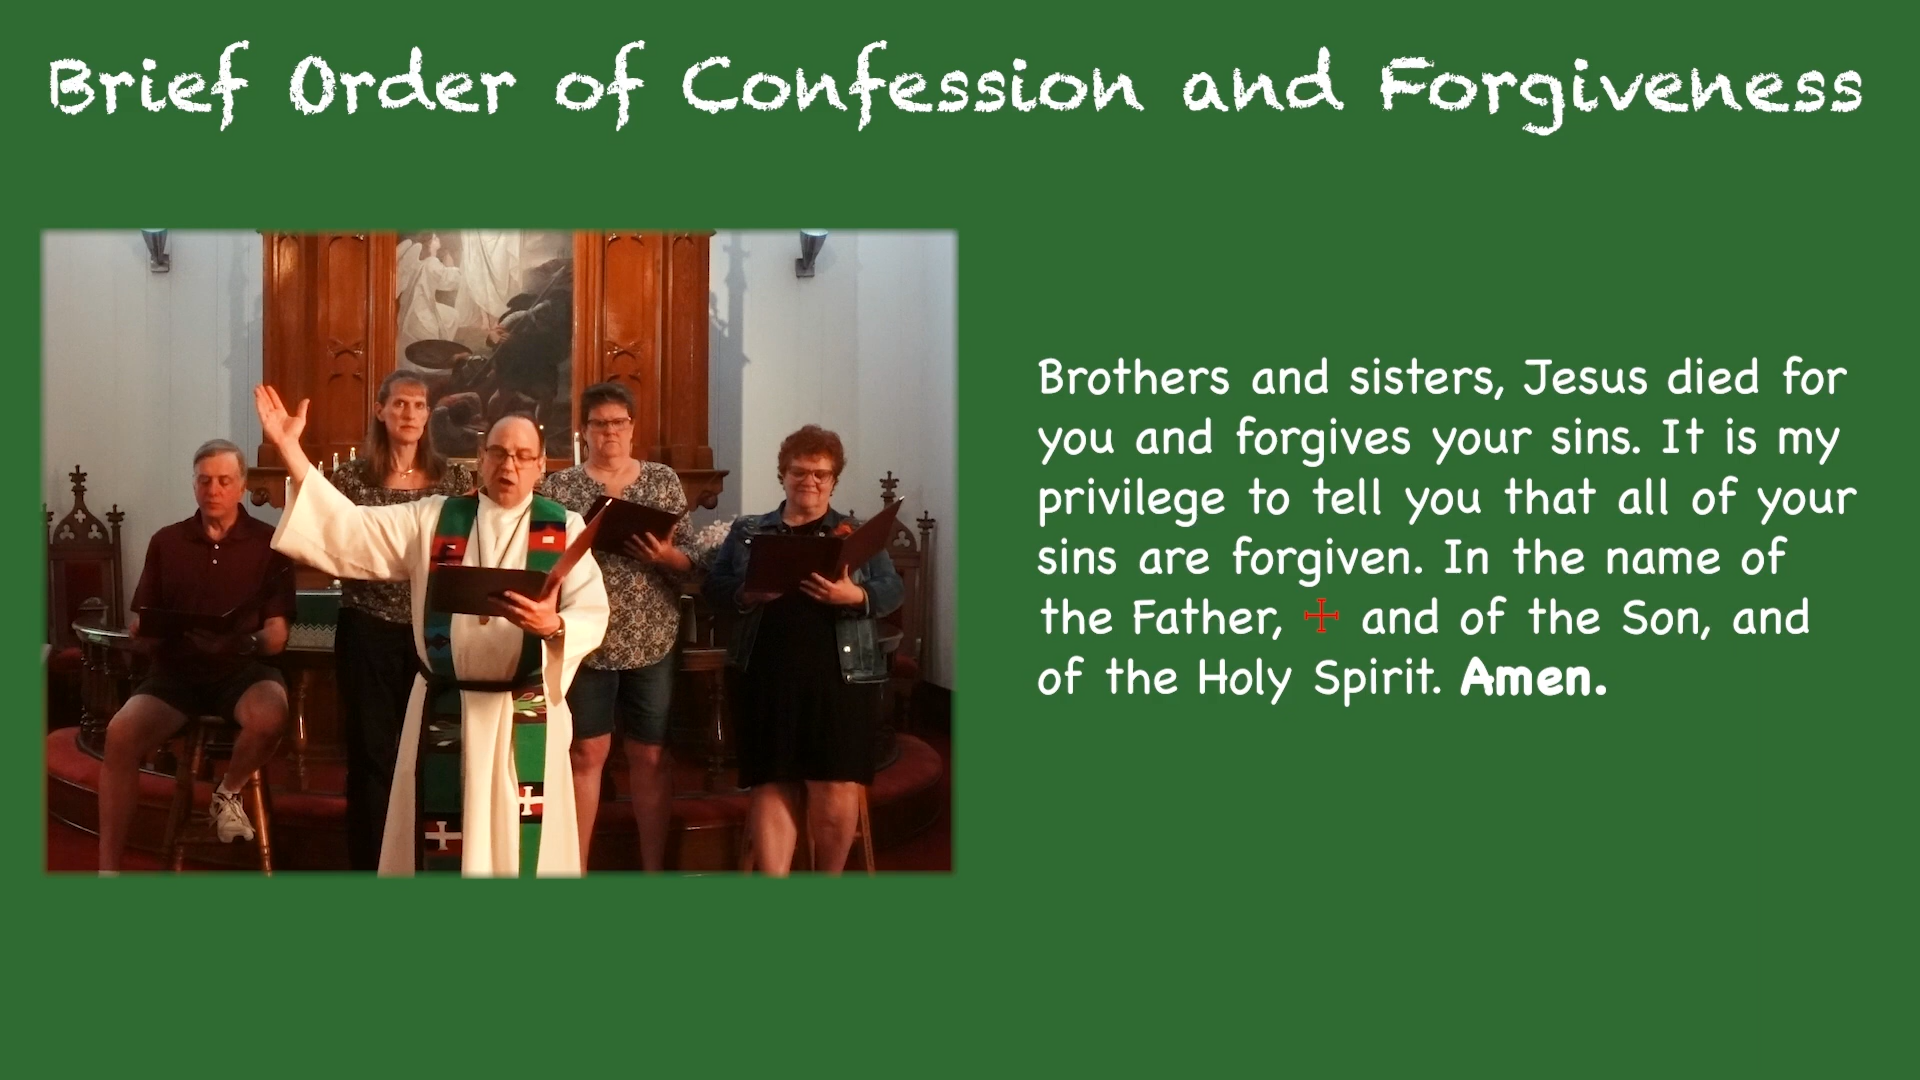 Brief Order of Confession and Forgiveness
Brothers and sisters, Jesus died for
you and forgives your sins. It is my
privilege to tell you that all of your
sins are forgiven. In the name of
the Father, ☩ and of the Son, and
of the Holy Spirit. Amen.